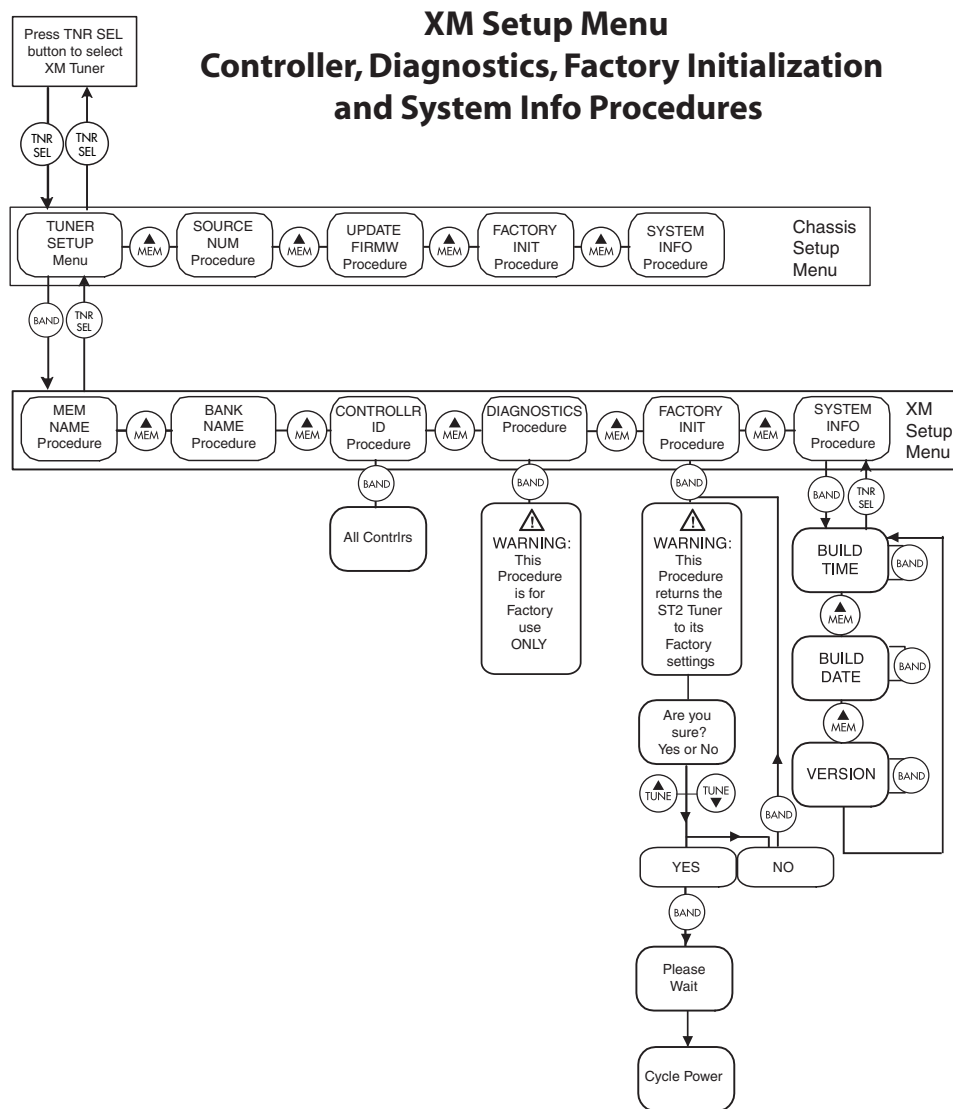 XM Setup Menu
Controller, Diagnostics, Factory Initialization
and System Info Procedures
Press TNR SEL
button to select
XM Tuner
TNR
SEL
TNR
SEL
TUNER
SETUP
Menu
MEM
SOURCE
NUM
Procedure
MEM
UPDATE
FIRMW
Procedure
MEM
FACTORY
INIT
Procedure
MEM
SYSTEM
INFO
Procedure
Chassis
Setup
Menu
BAND
TNR
SEL
MEM
NAME
Procedure
MEM
BANK
NAME
Procedure
MEM
CONTROLLR
ID
Procedure
MEM
DIAGNOSTICS
Procedure
MEM
FACTORY
INIT
Procedure
MEM
SYSTEM
INFO
Procedure
XM
Setup
Menu
BAND
BAND
BAND
BAND
TNR
SEL
All Contrlrs
WARNING:
This
Procedure
is for
Factory
use
ONLY
WARNING:
This
Procedure
returns the
ST2 Tuner
to its
Factory
settings
BUILD
TIME
BAND
MEM
BUILD
DATE
BAND
MEM
VERSION
BAND
Are you
sure?
Yes or No
TUNE
TUNE
BAND
YES
NO
BAND
Please
Wait
Cycle Power